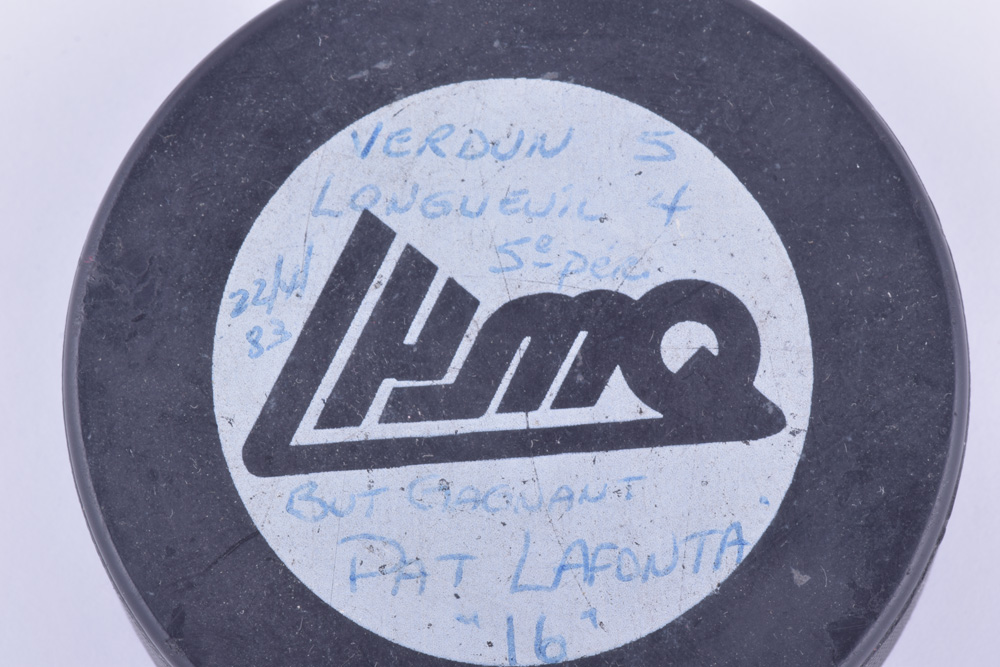 VERDUN 5
LONGUEUIL 4
5e pér.
22/4/
83
LHJMQ
BUT GAGNANT
PAT LAFONTA
"16"